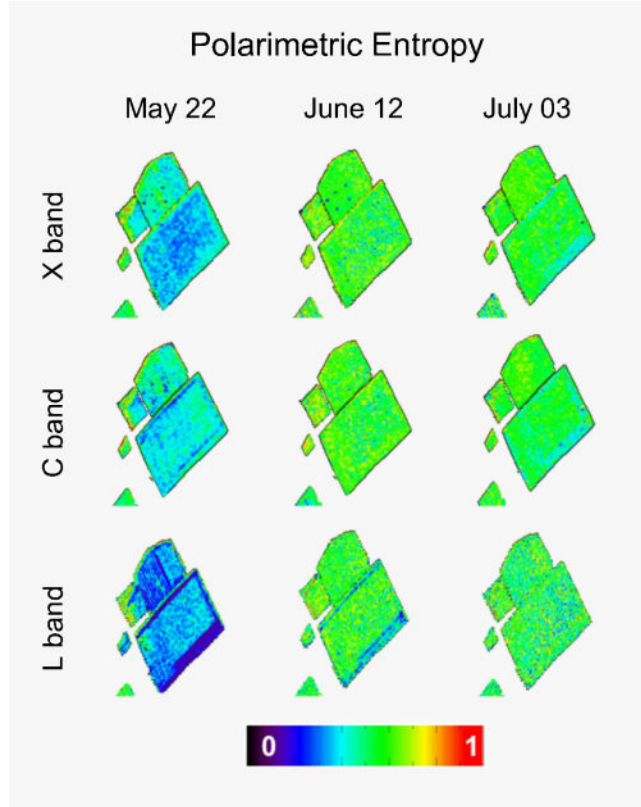 Polarimetric Entropy
May 22 June 12 July 03
X band
C band
L band
0 1